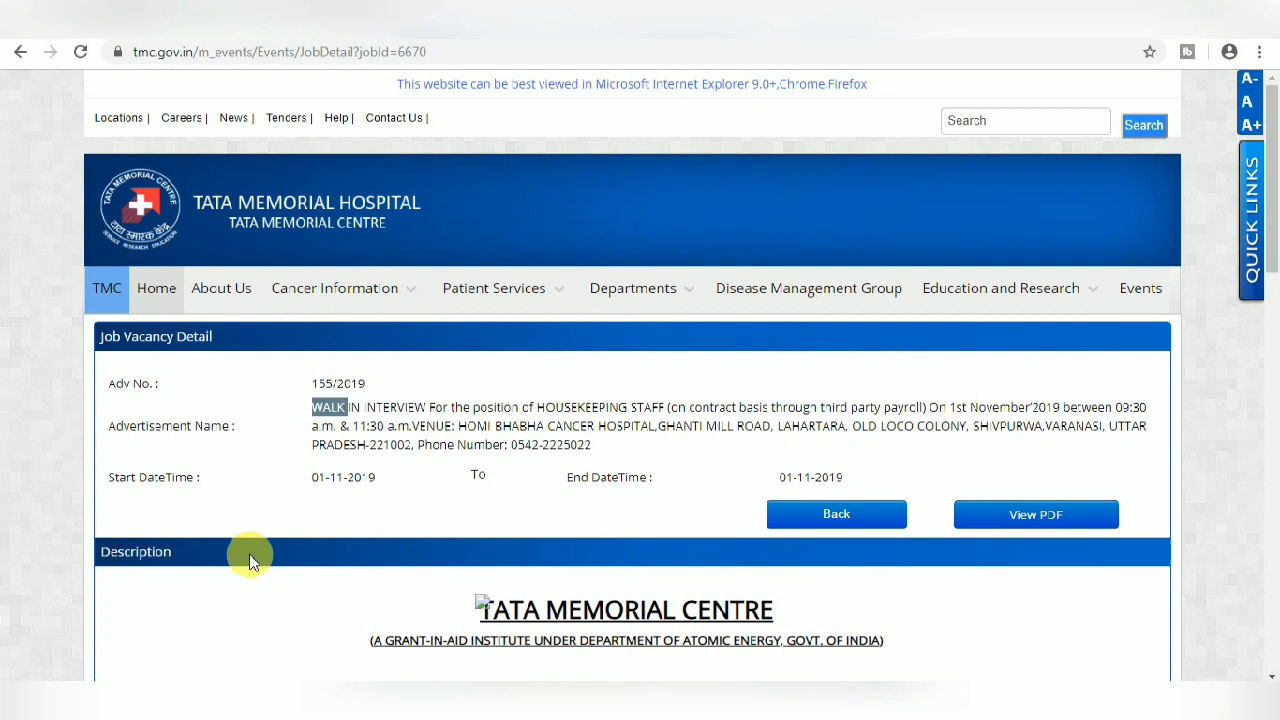 tmc.gov.in/m_events/Events/JobDetail?jobId=6670
This website can be best viewed in Microsoft Internet Explorer 9.0+,Chrome,Firefox
Locations | Careers | News | Tenders | Help | Contact Us |
Search
Search
A-
A
A+
QUICK LINKS
TATA MEMORIAL CENTRE
टाटा स्मारक केंद्र
SERVICE RESEARCH EDUCATION
TATA MEMORIAL HOSPITAL
TATA MEMORIAL CENTRE
TMC Home About Us Cancer Information Patient Services Departments Disease Management Group Education and Research Events
Job Vacancy Detail
Adv No. : 155/2019
Advertisement Name :
WALK IN INTERVIEW For the position of HOUSEKEEPING STAFF (on contract basis through third party payroll) On 1st November'2019 between 09:30
a.m. & 11:30 a.m.VENUE: HOMI BHABHA CANCER HOSPITAL,GHANTI MILL ROAD, LAHARTARA, OLD LOCO COLONY, SHIVPURWA,VARANASI, UTTAR
PRADESH-221002, Phone Number: 0542-2225022
Start DateTime : 01-11-2019 To End DateTime : 01-11-2019
Back View PDF
Description
TATA MEMORIAL CENTRE
(A GRANT-IN-AID INSTITUTE UNDER DEPARTMENT OF ATOMIC ENERGY, GOVT. OF INDIA)